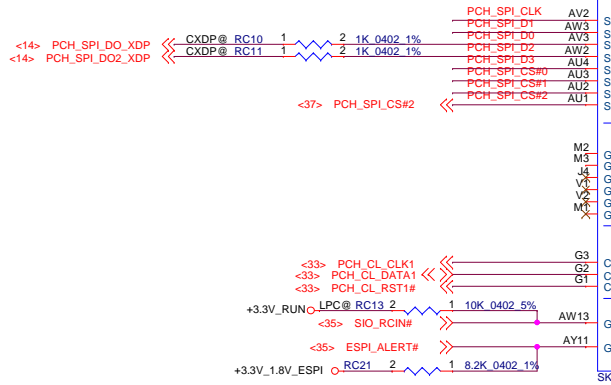 PCH_SPI_CLK AV2 S
PCH_SPI_D1 AW3 S
<14> PCH_SPI_DO_XDP CXDP@ RC10 1 2 1K_0402_1% PCH_SPI_D0 AV3 S
<14> PCH_SPI_DO2_XDP CXDP@ RC11 1 2 1K_0402_1% PCH_SPI_D2 AW2 S
PCH_SPI_D3 AU4 S
PCH_SPI_CS#0 AU3 S
PCH_SPI_CS#1 AU2 S
<37> PCH_SPI_CS#2 PCH_SPI_CS#2 AU1 S
M2 G
M3 G
J4 G
V1 G
V2 G
M1 G
<33> PCH_CL_CLK1 G3 C
<33> PCH_CL_DATA1 G2 C
<33> PCH_CL_RST1# G1 C
+3.3V_RUN LPC@ RC13 2 1 10K_0402_5%
<35> SIO_RCIN# AW13 G
<35> ESPI_ALERT# AY11 G
+3.3V_1.8V_ESPI RC21 2 1 8.2K_0402_1%
SK